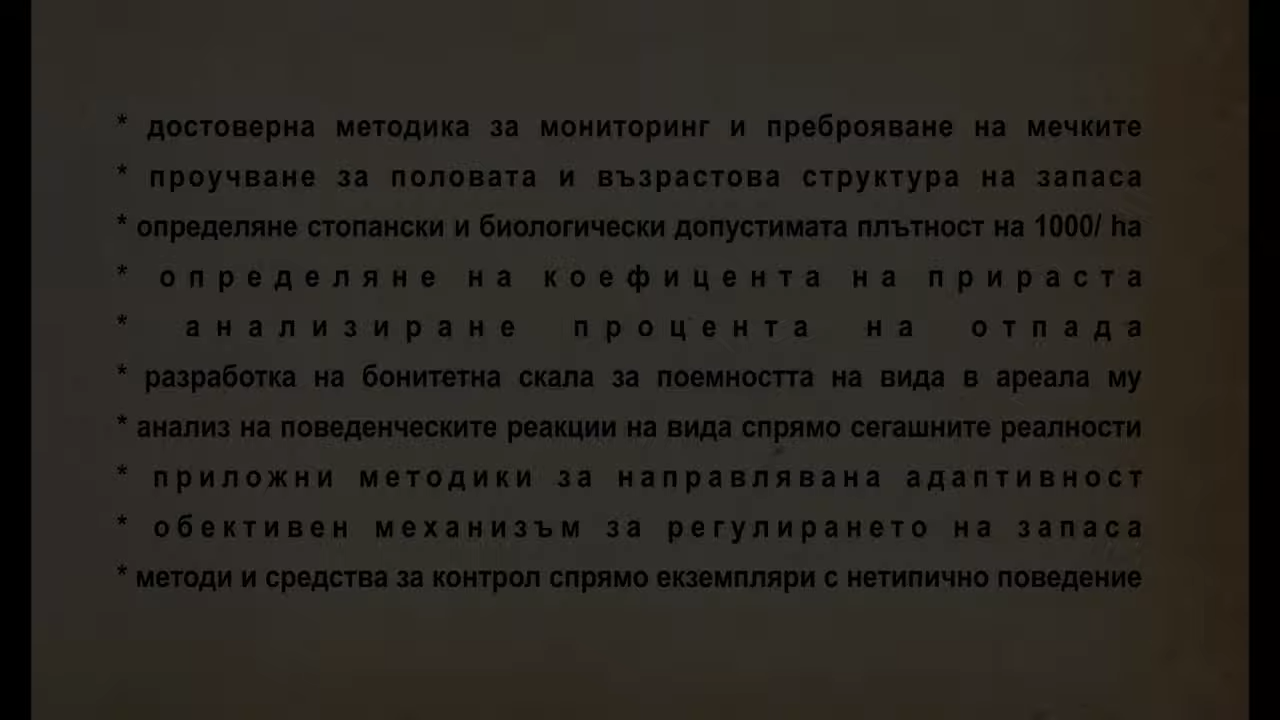 * достоверна методика за мониторинг и преброяване на мечките
* проучване за половата и възрастова структура на запаса
* определяне стопански и биологически допустимата плътност на 1000/ ha
* определяне на коефицента на прираста
* анализиране процента на отпада
* разработка на бонитетна скала за поемността на вида в ареала му
* анализ на поведенческите реакции на вида спрямо сегашните реалности
* приложни методики за направлявана адаптивност
* обективен механизъм за регулирането на запаса
* методи и средства за контрол спрямо екземпляри с нетипично поведение